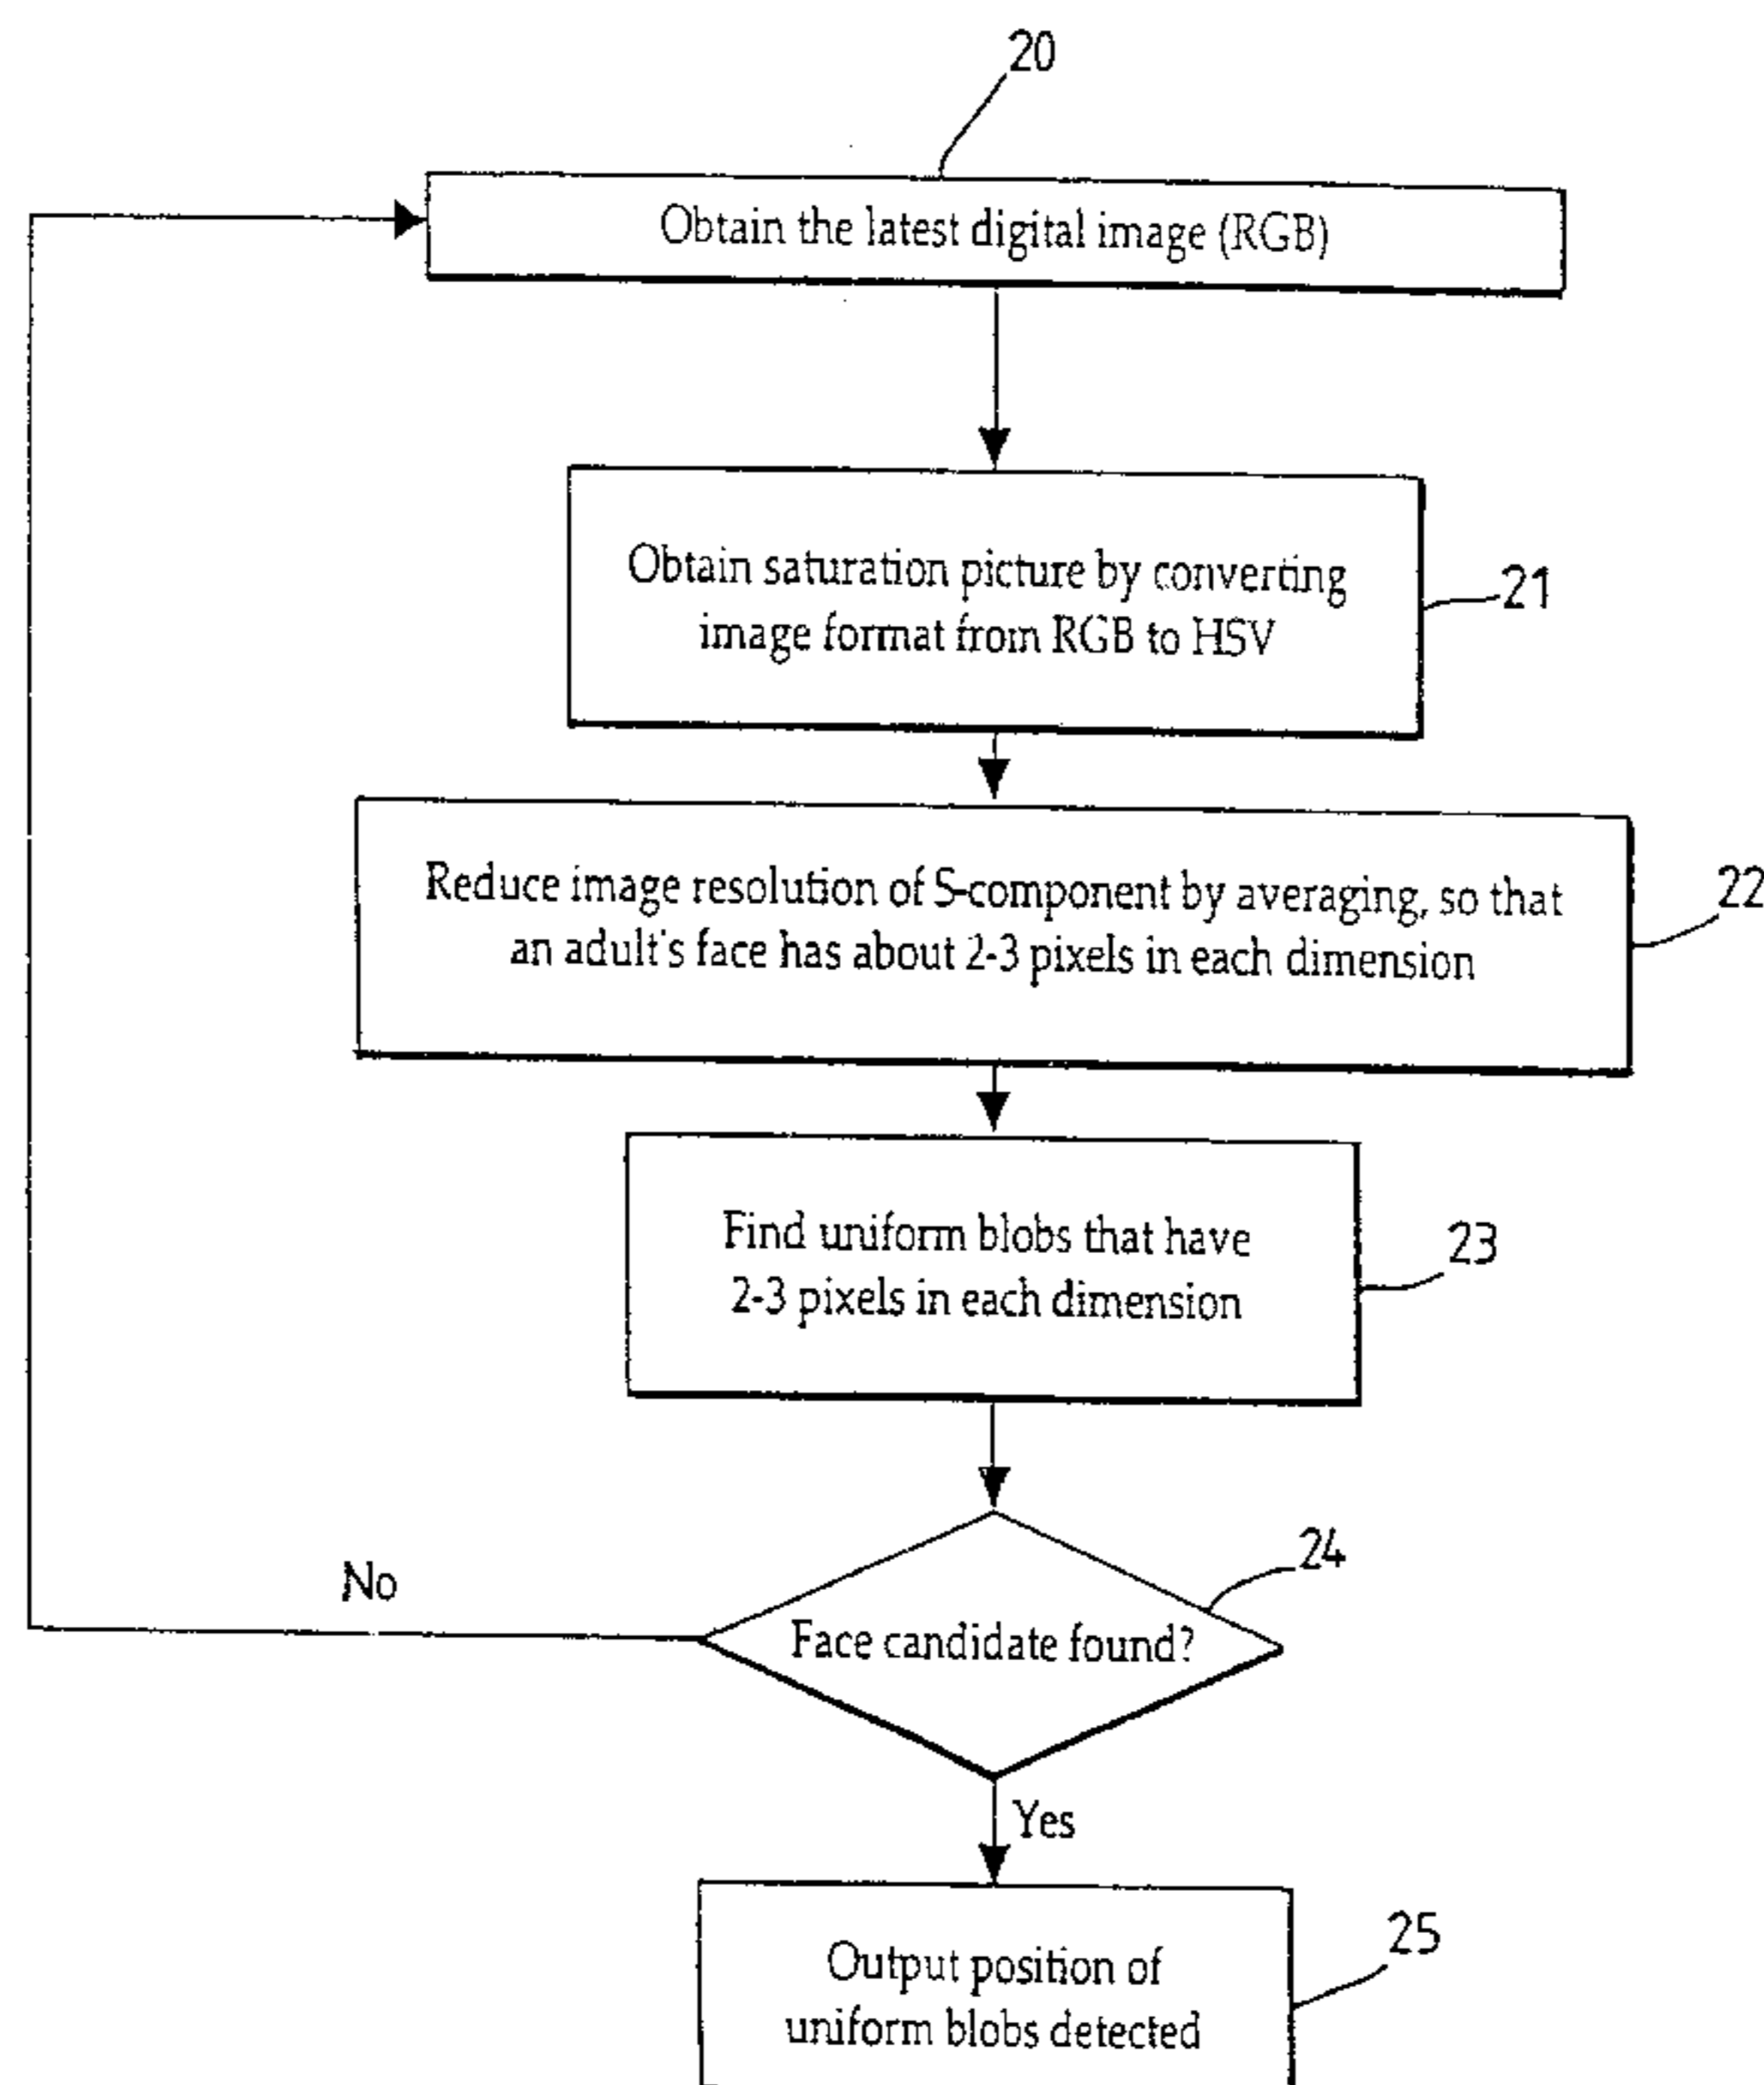 20
Obtain the latest digital image (RGB)
Obtain saturation picture by converting
image format from RGB to HSV
21
Reduce image resolution of S-component by averaging, so that
an adult's face has about 2-3 pixels in each dimension
22
Find uniform blobs that have
2-3 pixels in each dimension
23
24
No
Face candidate found?
Yes
Output position of
uniform blobs detected
25